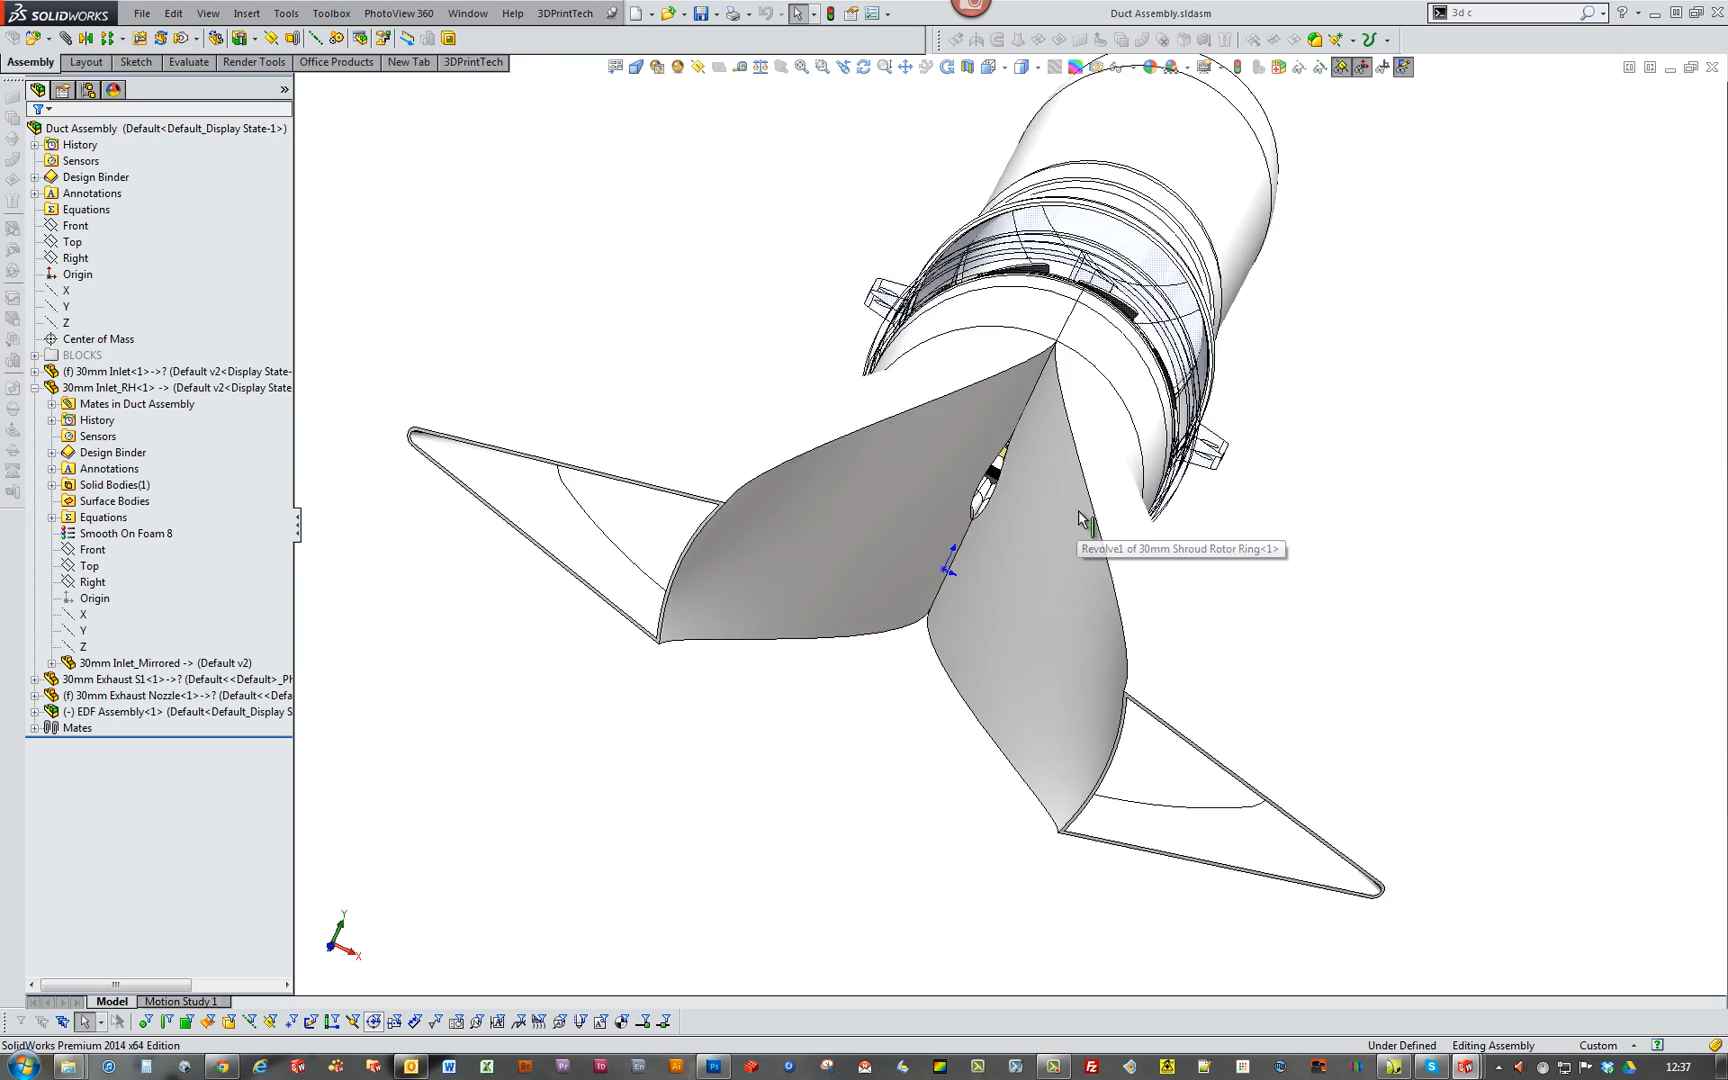 SOLIDWORKS File Edit View Insert Tools Toolbox PhotoView 360 Window Help 3DPrintTech Duct Assembly.sldasm 3d c
Assembly Layout Sketch Evaluate Render Tools Office Products New Tab 3DPrintTech
Duct Assembly (Default<Default_Display State-1>)
History
Sensors
Design Binder
Annotations
Equations
Front
Top
Right
Origin
X
Y
Z
Center of Mass
BLOCKS
(f) 30mm Inlet<1>->? (Default v2<Display State-
30mm Inlet_RH<1> -> (Default v2<Display State
Mates in Duct Assembly
History
Sensors
Design Binder
Annotations
Solid Bodies(1)
Surface Bodies
Equations
Smooth On Foam 8
Front
Top
Right
Origin
X
Y
Z
30mm Inlet_Mirrored -> (Default v2)
30mm Exhaust S1<1>->? (Default<<Default>_Ph
(f) 30mm Exhaust Nozzle<1>->? (Default<<Defa
(-) EDF Assembly<1> (Default<Default_Display S
Mates
Revolve1 of 30mm Shroud Rotor Ring<1>
Y
X
Model Motion Study 1
SolidWorks Premium 2014 x64 Edition Under Defined Editing Assembly Custom
12:37